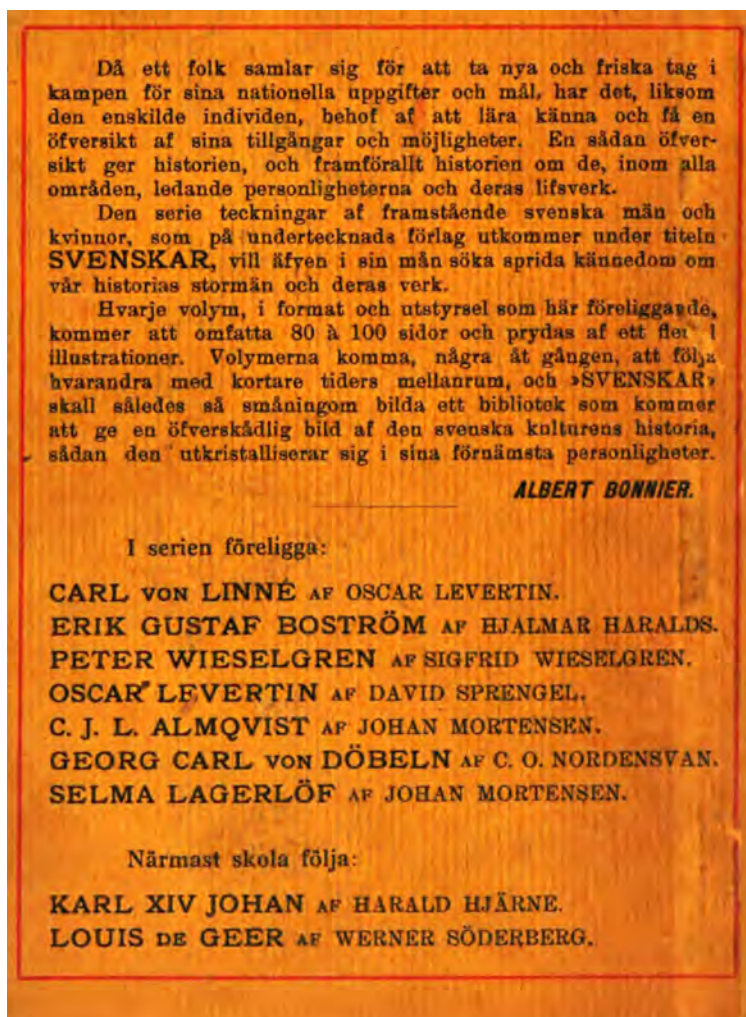 Då ett folk samlar sig för att ta nya och friska tag i
kampen för sina nationella uppgifter och mål, har det, liksom
den enskilde individen, behof af att lära känna och få en
öfversikt af sina tillgångar och möjligheter. En sådan öfver-
sikt ger historien, och framförallt historien om de, inom alla
områden, ledande personligheterna och deras lifsverk.
Den serie teckningar af framstående svenska män och
kvinnor, som på undertecknads förlag utkommer under titeln
SVENSKAR, vill äfven i sin mån söka sprida kännedom om
vår historias stormän och deras verk.
Hvarje volym, i format och utstyrsel som här föreliggande,
kommer att omfatta 80 à 100 sidor och prydas af ett
illustrationer. Volymerna komma, några åt gången, att följa
hvarandra med kortare tiders mellanrum, och »SVENSKAR»
skall således så småningom bilda ett bibliotek som kommer
att ge en öfverskådlig bild af den svenska kulturens historia,
sådan den utkristalliserar sig i sina förnämsta personligheter.
ALBERT BONNIER.
I serien föreligga:
CARL VON LINNÉ AF OSCAR LEVERTIN.
ERIK GUSTAF BOSTRÖM AF HJALMAR HARALDS.
PETER WIESELGREN AF SIGFRID WIESELGREN.
OSCAR LEVERTIN AF DAVID SPRENGEL.
C. J. L. ALMQVIST AF JOHAN MORTENSEN.
GEORG CARL VON DÖBELN AF C. O. NORDENSVAN.
SELMA LAGERLÖF AF JOHAN MORTENSEN.
Närmast skola följa:
KARL XIV JOHAN AF HARALD HJÄRNE.
LOUIS DE GEER AF WERNER SÖDERBERG.